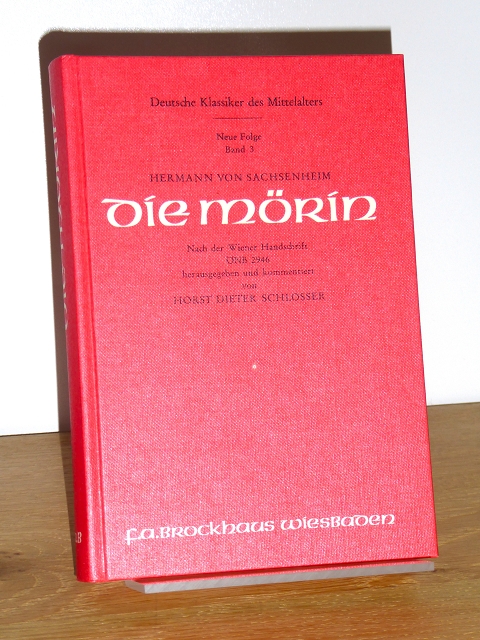 Deutsche Klassiker des Mittelalters
Neue Folge
Band 3
HERMANN VON SACHSENHEIM
DIE MÖRIN
Nach der Wiener Handschrift
ÖNB 2946
herausgegeben und kommentiert
von
HORST DIETER SCHLOSSER
F.A. BROCKHAUS WIESBADEN